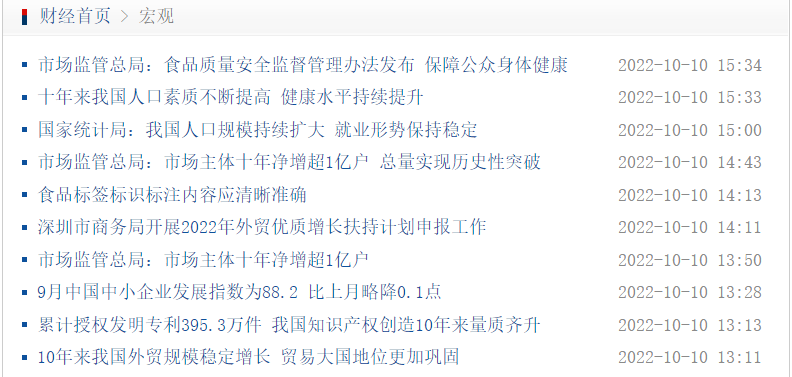 财经首页 > 宏观
市场监管总局：食品质量安全监督管理办法发布 保障公众身体健康 2022-10-10 15:34
十年来我国人口素质不断提高 健康水平持续提升 2022-10-10 15:33
国家统计局：我国人口规模持续扩大 就业形势保持稳定 2022-10-10 15:00
市场监管总局：市场主体十年净增超1亿户 总量实现历史性突破 2022-10-10 14:43
食品标签标识标注内容应清晰准确 2022-10-10 14:13
深圳市商务局开展2022年外贸优质增长扶持计划申报工作 2022-10-10 14:11
市场监管总局：市场主体十年净增超1亿户 2022-10-10 13:50
9月中国中小企业发展指数为88.2 比上月略降0.1点 2022-10-10 13:28
累计授权发明专利395.3万件 我国知识产权创造10年来量质齐升 2022-10-10 13:13
10年来我国外贸规模稳定增长 贸易大国地位更加巩固 2022-10-10 13:11